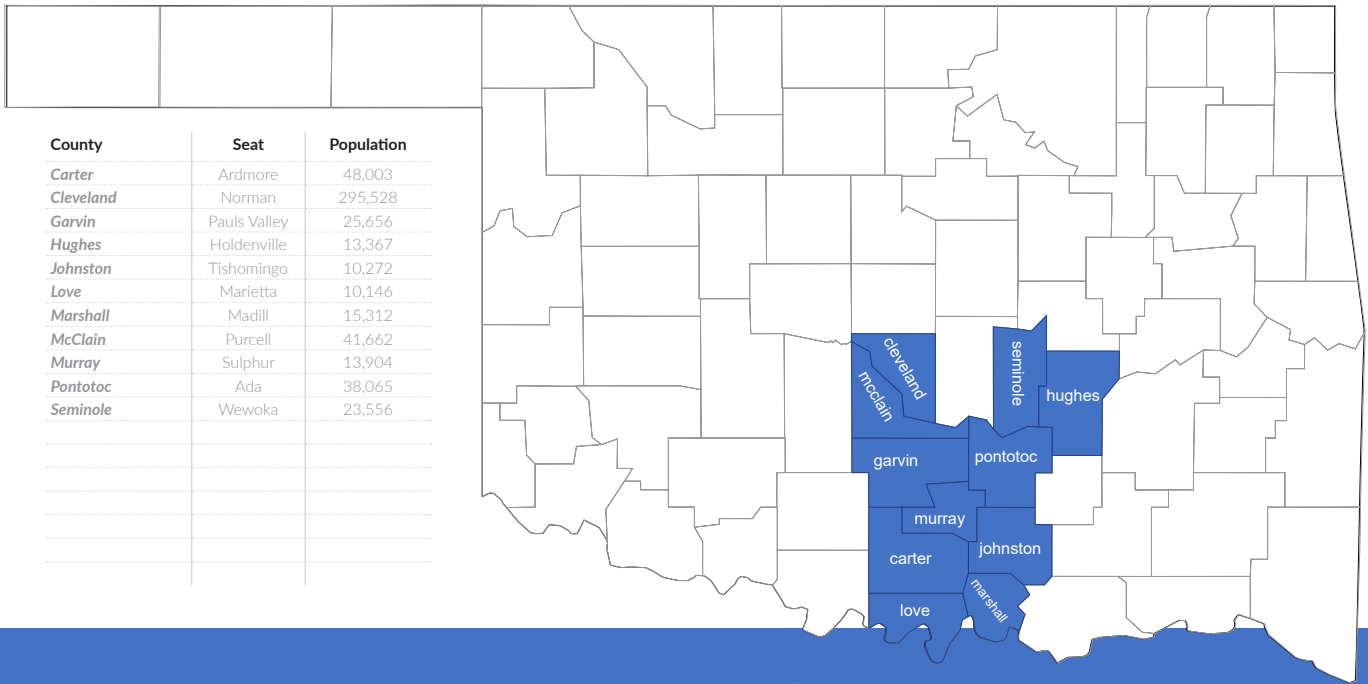 County Seat Population
Carter Ardmore 48,003
Cleveland Norman 295,528
Garvin Pauls Valley 25,656
Hughes Holdenville 13,367
Johnston Tishomingo 10,272
Love Marietta 10,146
Marshall Madill 15,312
McClain Purcell 41,662
Murray Sulphur 13,904
Pontotoc Ada 38,065
Seminole Wewoka 23,556
cleveland
mcclain
seminole
hughes
garvin
pontotoc
murray
carter
johnston
love
marshall